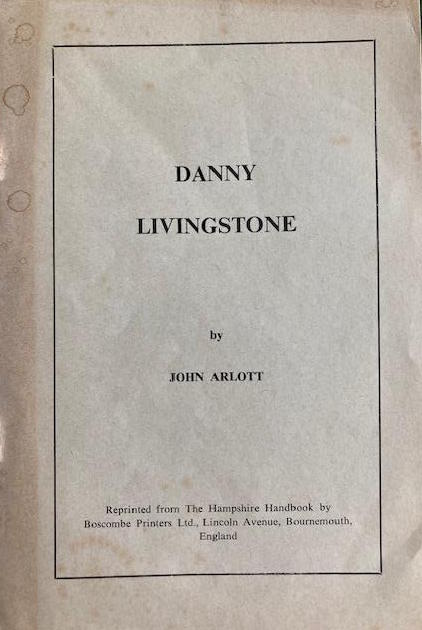 DANNY
LIVINGSTONE
by
JOHN ARLOTT
Reprinted from The Hampshire Handbook by
Boscombe Printers Ltd., Lincoln Avenue, Bournemouth,
England